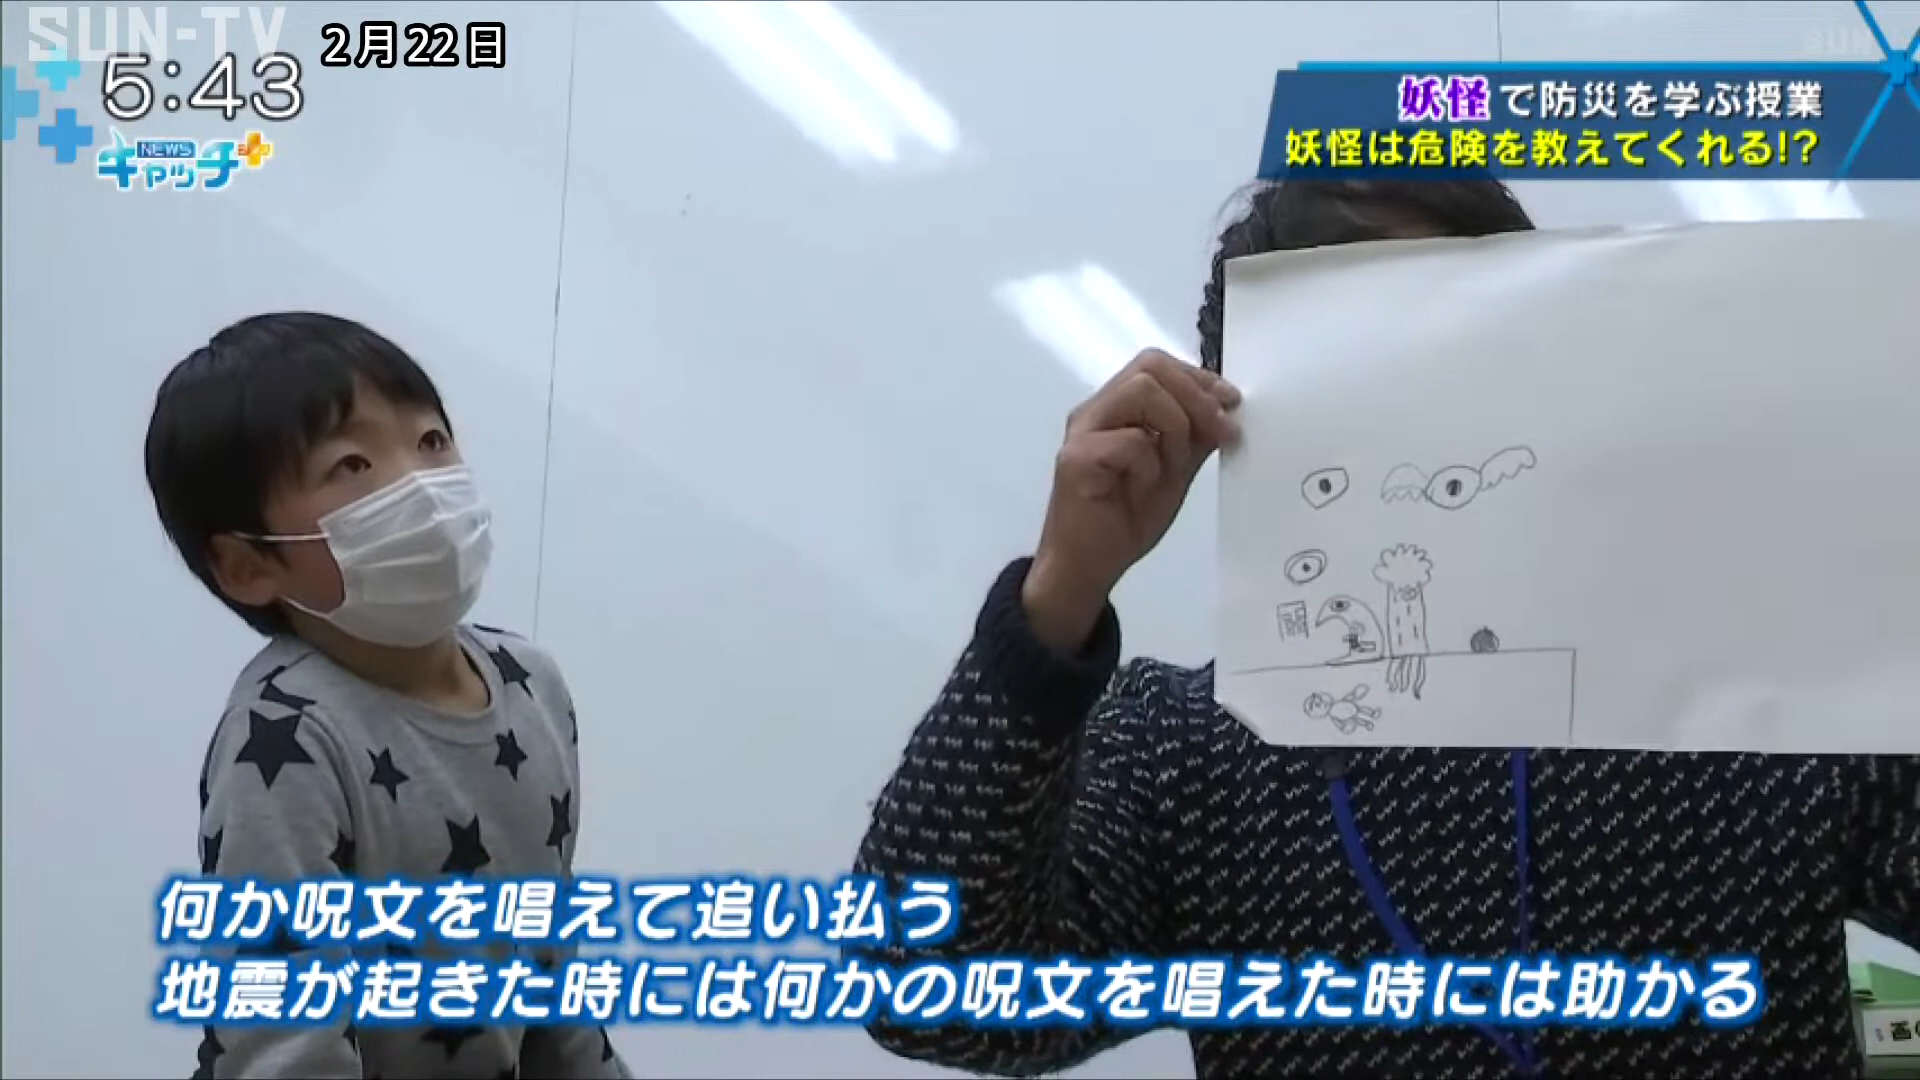 SUN-TV
5:43
2月22日
NEWS
キャッチ+
妖怪で防災を学ぶ授業
妖怪は危険を教えてくれる!?
何か呪文を唱えて追い払う
地震が起きた時には何かの呪文を唱えた時には助かる